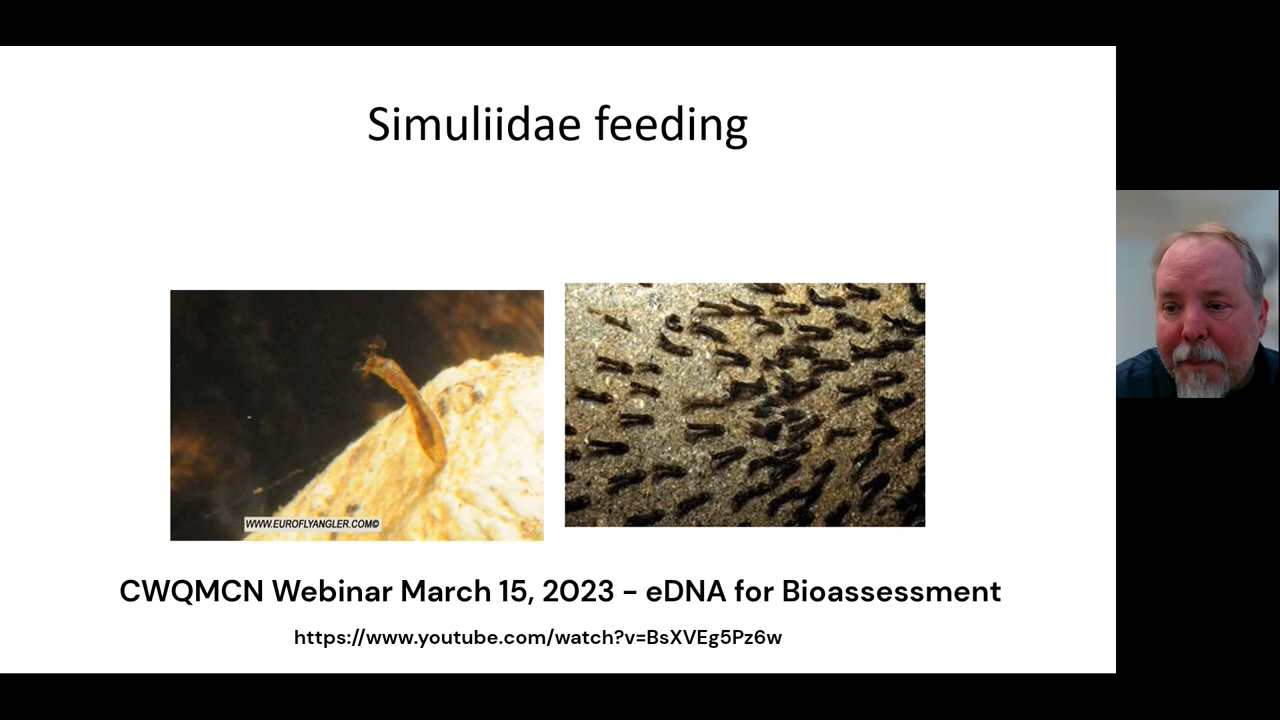 Simuliidae feeding
WWW.EUROFLYANGLER.COM©
CWQMCN Webinar March 15, 2023 - eDNA for Bioassessment
https://www.youtube.com/watch?v=BsXVEg5Pz6w